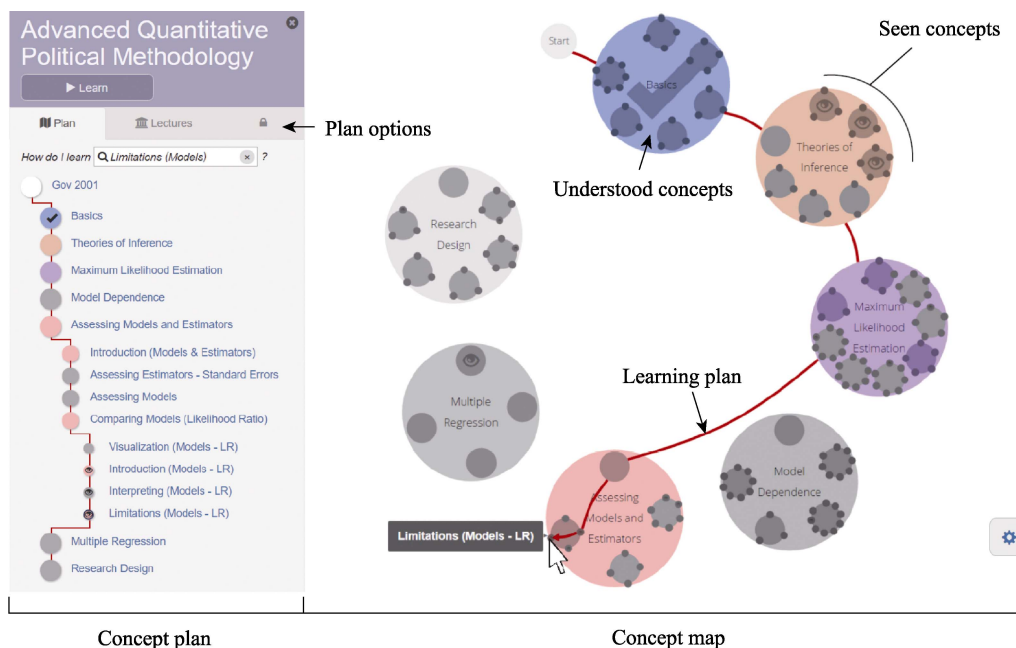 Advanced Quantitative
Political Methodology
Learn
Plan
Lectures
How do I learn Limitations (Models) × ?
Gov 2001
Basics
Theories of Inference
Maximum Likelihood Estimation
Model Dependence
Assessing Models and Estimators
Introduction (Models & Estimators)
Assessing Estimators - Standard Errors
Assessing Models
Comparing Models (Likelihood Ratio)
Visualization (Models - LR)
Introduction (Models - LR)
Interpreting (Models - LR)
Limitations (Models - LR)
Multiple Regression
Research Design
Concept plan
Plan options
Start
Basics
Understood concepts
Seen concepts
Theories of
Inference
Research
Design
Maximum
Likelihood
Estimation
Learning plan
Multiple
Regression
Model
Dependence
Assessing
Models and
Estimators
Limitations (Models - LR)
Concept map